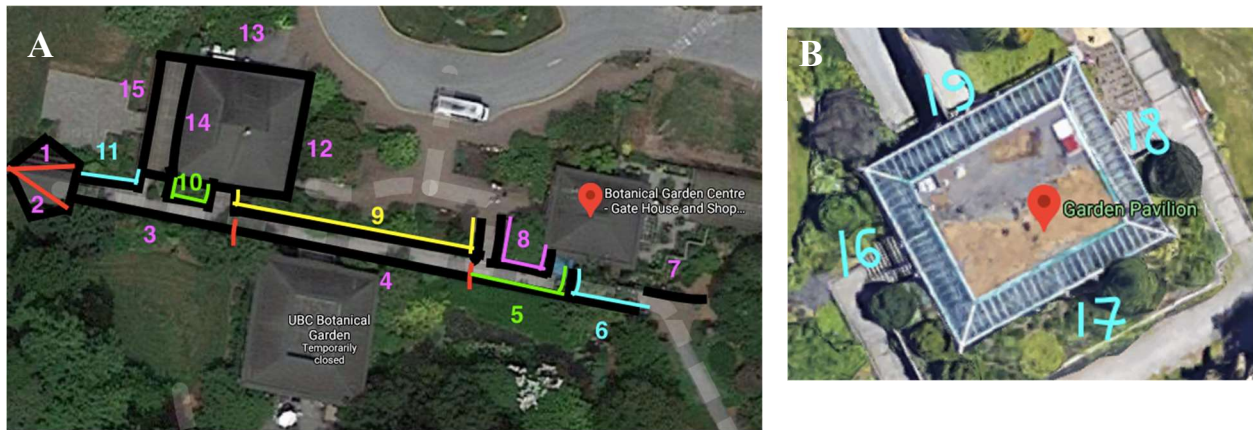 A
13
15
14
1
11
12
2
10
Botanical Garden Centre
- Gate House and Shop...
9
8
3
7
4
UBC Botanical
Garden
Temporarily
closed
5
6
B
19
18
Garden Pavilion
16
17